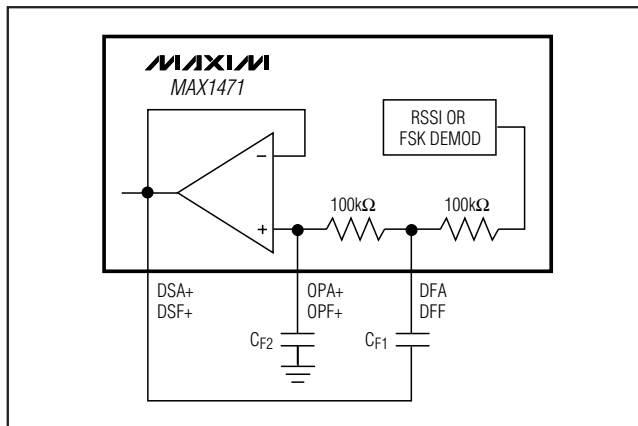 MAXIM
MAX1471
RSSI OR
FSK DEMOD
−
+
100kΩ
100kΩ
DSA+
DSF+
OPA+
OPF+
DFA
DFF
CF2
CF1